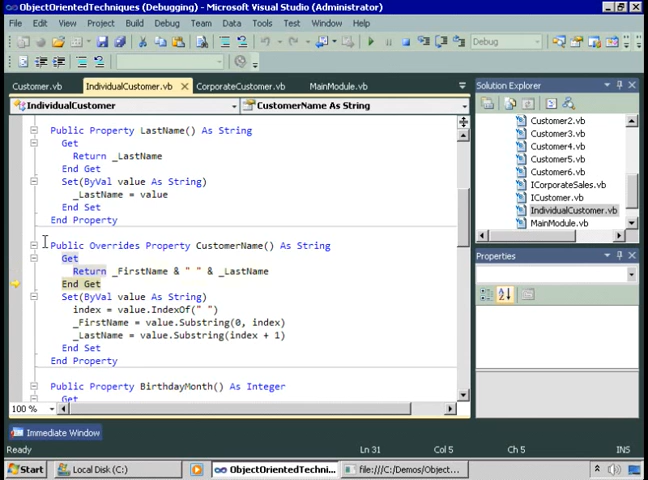 ObjectOrientedTechniques (Debugging) - Microsoft Visual Studio (Administrator)
File Edit View Project Build Debug Team Data Tools Window Help
Debug
Customer.vb IndividualCustomer.vb CorporateCustomer.vb MainModule.vb
IndividualCustomer CustomerName As String
Public Property LastName() As String
Get
Return _LastName
End Get
Set(ByVal value As String)
_LastName = value
End Set
End Property
Public Overrides Property CustomerName() As String
Get
Return _FirstName & " " & _LastName
End Get
Set(ByVal value As String)
index = value.IndexOf(" ")
_FirstName = value.Substring(0, index)
_LastName = value.Substring(index + 1)
End Set
End Property
Public Property BirthdayMonth() As Integer
Get
100 %
Solution Explorer
Customer2.vb
Customer3.vb
Customer4.vb
Customer5.vb
Customer6.vb
ICorporateSales.vb
ICustomer.vb
IndividualCustomer.vb
MainModule.vb
Properties
Immediate Window
Ready Ln 31 Col 5 Ch 5 INS
Start Local Disk (C:) ObjectOrientedTechni... file:///C:/Demos/Object...